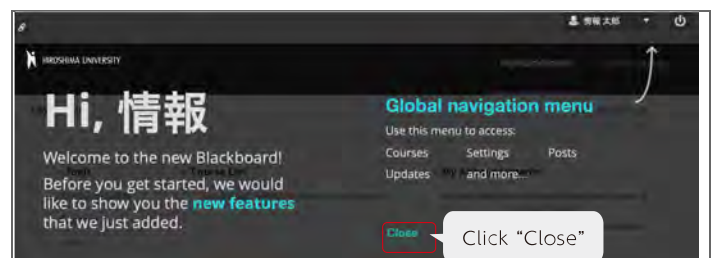 情報 太郎
HIROSHIMA UNIVERSITY
Hi, 情報
Welcome to the new Blackboard!
Before you get started, we would
like to show you the new features
that we just added.
Global navigation menu
Use this menu to access:
Courses Settings Posts
Updates and more...
Close
Click “Close”